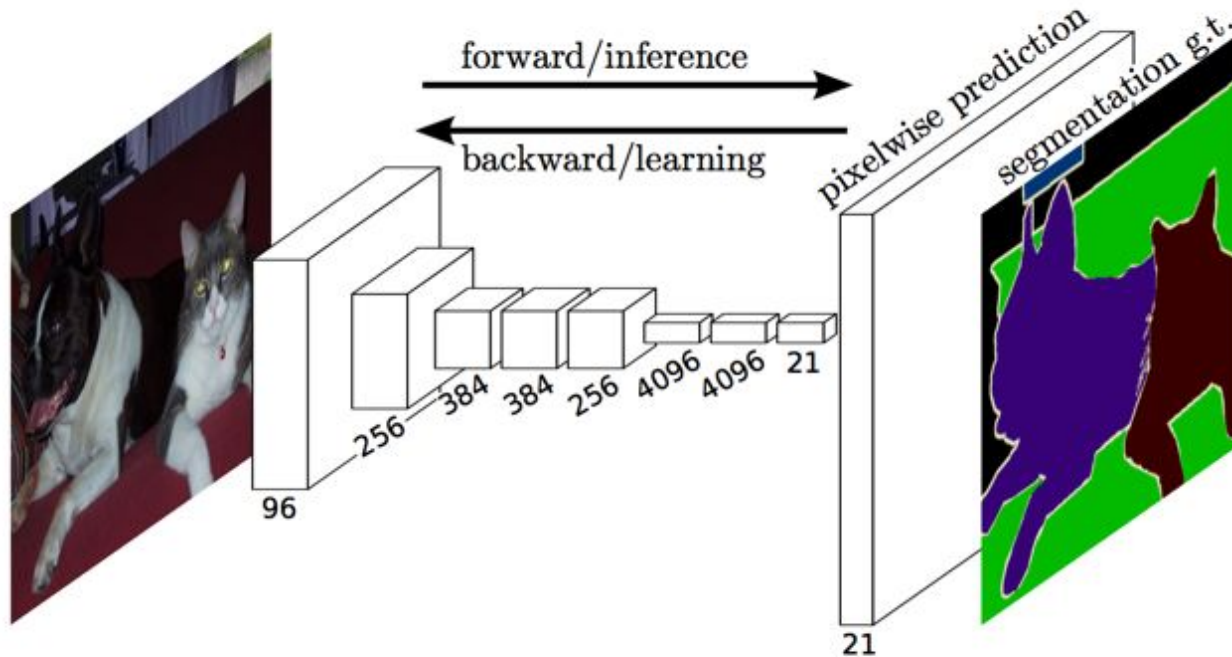 forward/inference
backward/learning
pixelwise prediction
segmentation g.t.
96
256
384
384
256
4096
4096
21
21